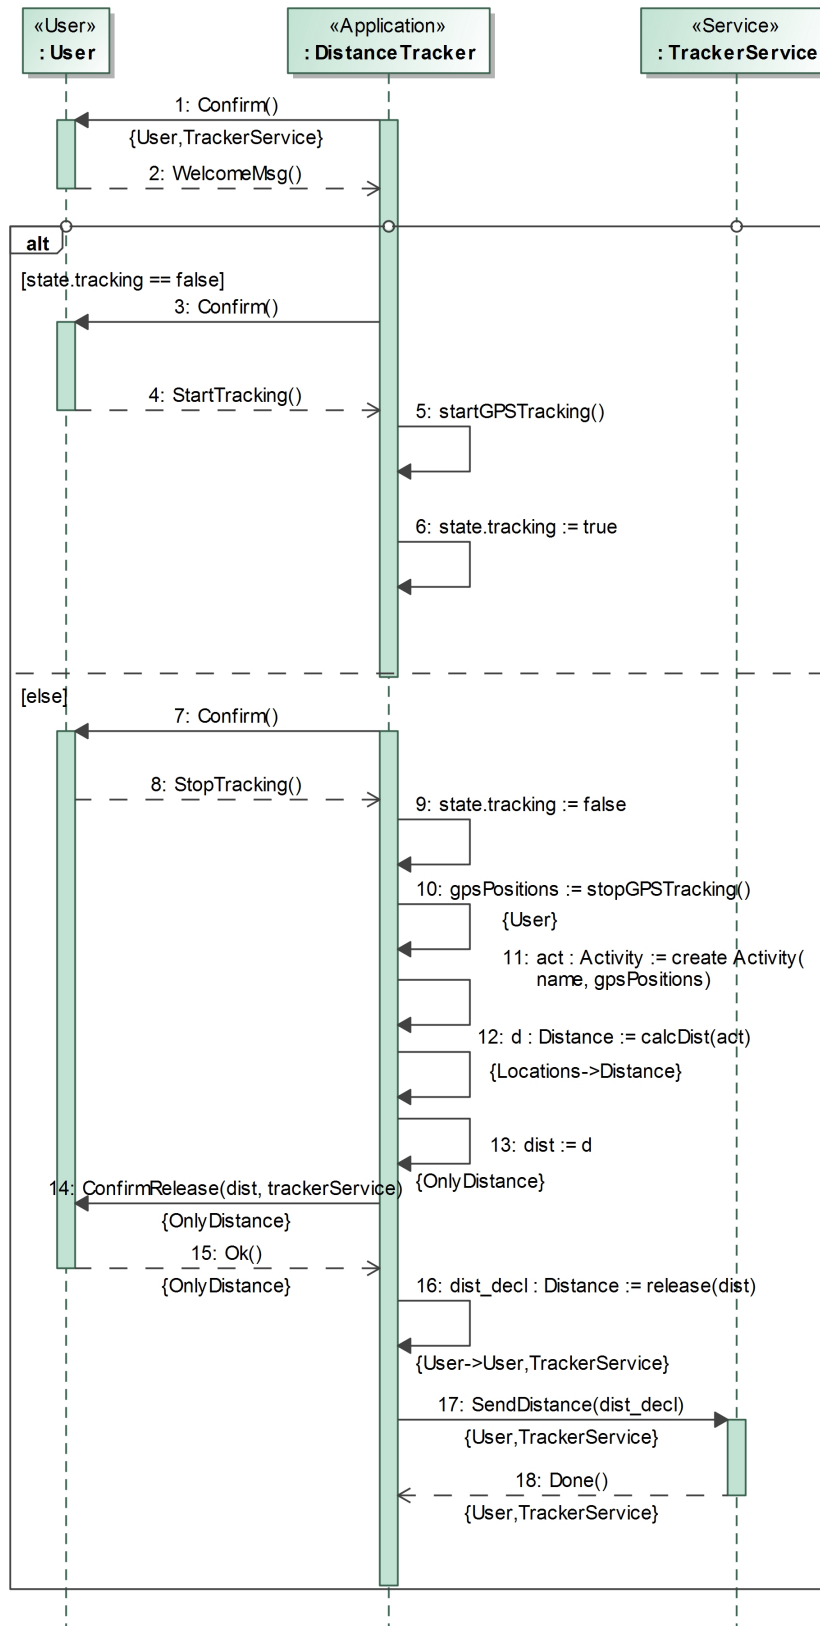 «User»
: User
«Application»
: DistanceTracker
«Service»
: TrackerService
1: Confirm()
{User,TrackerService}
2: WelcomeMsg()
alt
[state.tracking == false]
3: Confirm()
4: StartTracking()
5: startGPSTracking()
6: state.tracking := true
[else]
7: Confirm()
8: StopTracking()
9: state.tracking := false
10: gpsPositions := stopGPSTracking()
{User}
11: act : Activity := create Activity(
name, gpsPositions)
12: d : Distance := calcDist(act)
{Locations->Distance}
13: dist := d
{OnlyDistance}
14: ConfirmRelease(dist, trackerService)
{OnlyDistance}
15: Ok()
{OnlyDistance}
16: dist_decl : Distance := release(dist)
{User->User,TrackerService}
17: SendDistance(dist_decl)
{User,TrackerService}
18: Done()
{User,TrackerService}